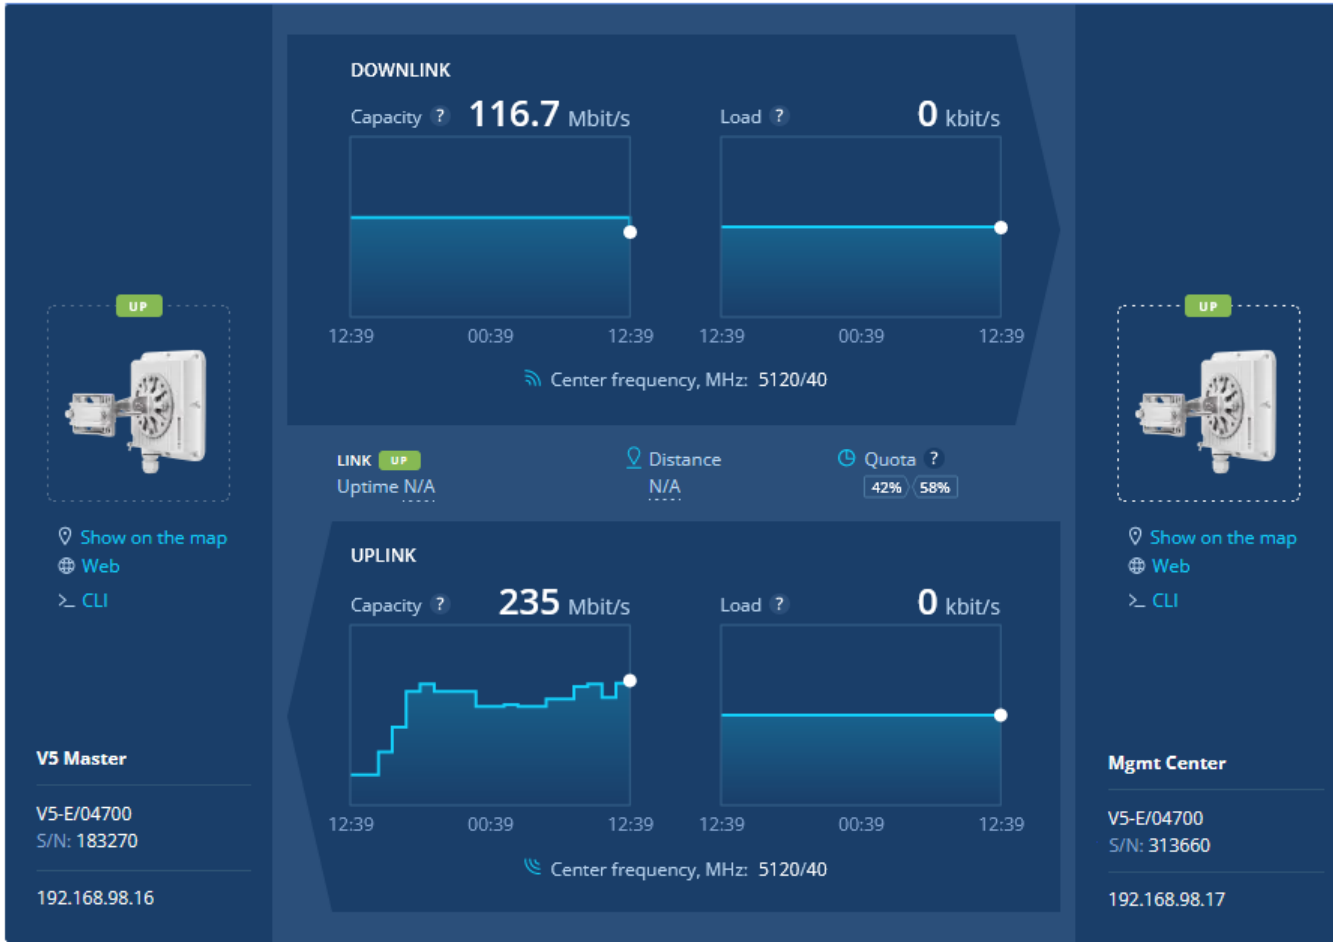 DOWNLINK
Capacity ? 116.7 Mbit/s
Load ? 0 kbit/s
12:39 00:39 12:39
12:39 00:39 12:39
Center frequency, MHz: 5120/40
UP
Show on the map
Web
>_ CLI
V5 Master
V5-E/04700
S/N: 183270
192.168.98.16
LINK UP
Uptime N/A
Distance
N/A
Quota ?
42% 58%
UPLINK
Capacity ? 235 Mbit/s
Load ? 0 kbit/s
12:39 00:39 12:39
12:39 00:39 12:39
Center frequency, MHz: 5120/40
UP
Show on the map
Web
>_ CLI
Mgmt Center
V5-E/04700
S/N: 313660
192.168.98.17